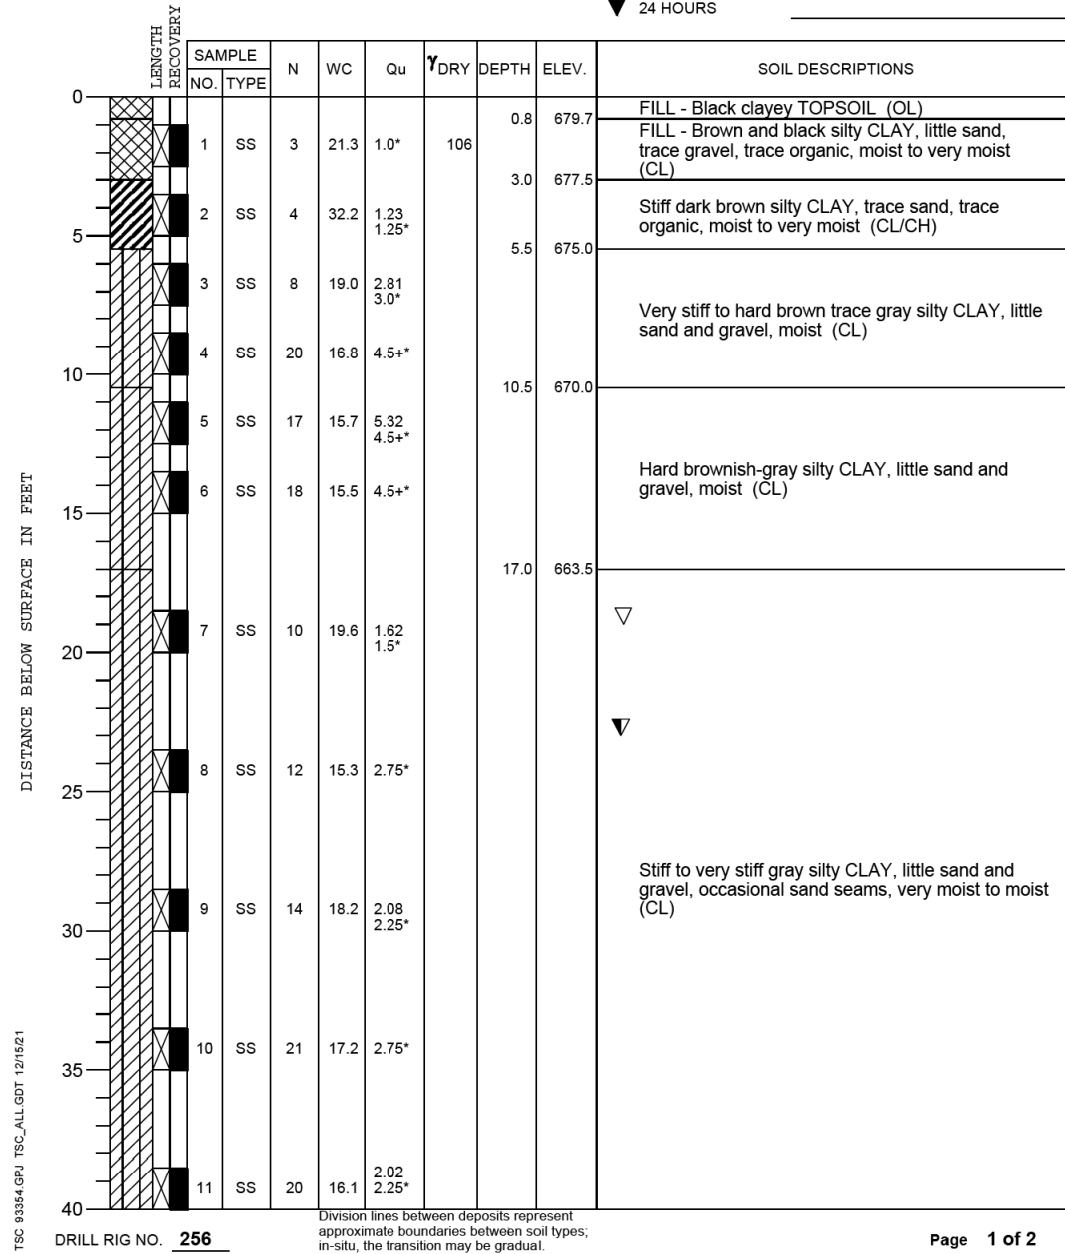 24 HOURS
LENGTH
RECOVERY
SAMPLE
NO. TYPE
N
WC
Qu
γDRY
DEPTH
ELEV.
SOIL DESCRIPTIONS
0
FILL - Black clayey TOPSOIL (OL)
0.8 679.7
FILL - Brown and black silty CLAY, little sand,
1 SS 3 21.3 1.0* 106
trace gravel, trace organic, moist to very moist
(CL)
3.0 677.5
Stiff dark brown silty CLAY, trace sand, trace
2 SS 4 32.2 1.23
1.25*
organic, moist to very moist (CL/CH)
5
5.5 675.0
3 SS 8 19.0 2.81
3.0*
Very stiff to hard brown trace gray silty CLAY, little
sand and gravel, moist (CL)
4 SS 20 16.8 4.5+*
10
10.5 670.0
5 SS 17 15.7 5.32
4.5+*
Hard brownish-gray silty CLAY, little sand and
gravel, moist (CL)
6 SS 18 15.5 4.5+*
15
17.0 663.5
7 SS 10 19.6 1.62
1.5*
20
8 SS 12 15.3 2.75*
25
Stiff to very stiff gray silty CLAY, little sand and
gravel, occasional sand seams, very moist to moist
(CL)
9 SS 14 18.2 2.08
2.25*
30
10 SS 21 17.2 2.75*
35
2.02
11 SS 20 16.1 2.25*
40
DISTANCE BELOW SURFACE IN FEET
TSC 93354.GPJ TSC_ALL.GDT 12/15/21
Division lines between deposits represent
approximate boundaries between soil types;
in-situ, the transition may be gradual.
DRILL RIG NO. 256
Page 1 of 2